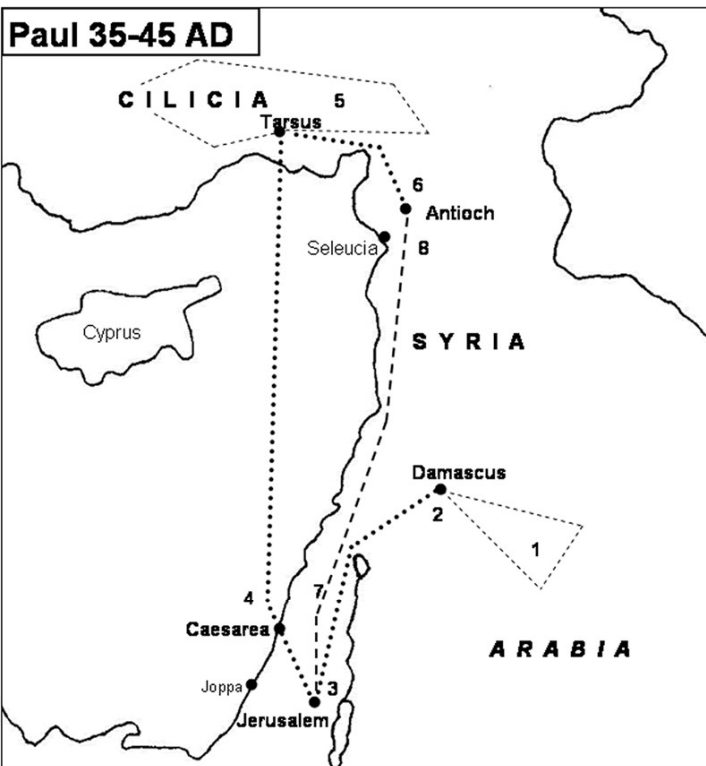 Paul 35-45 AD
CILICIA
5
Tarsus
6
Antioch
Seleucia
8
Cyprus
SYRIA
Damascus
2
1
7
4
Caesarea
ARABIA
Joppa
3
Jerusalem